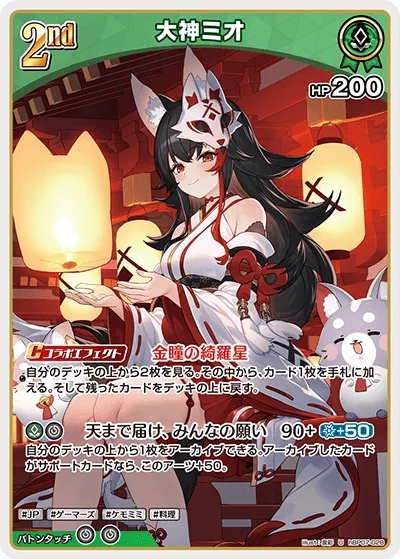 2nd
大神ミオ
HP200
コラボエフェクト 金瞳の綺羅星
自分のデッキの上から2枚を見る。その中から、カード1枚を手札に加える。そして残ったカードをデッキの上に戻す。
天まで届け、みんなの願い 90+ +50
自分のデッキの上から1枚をアーカイブできる。アーカイブしたカードがサポートカードなら、このアーツ+50。
#JP #ゲーマーズ #ケモミミ #料理
バトンタッチ
illust: U hBP07-028